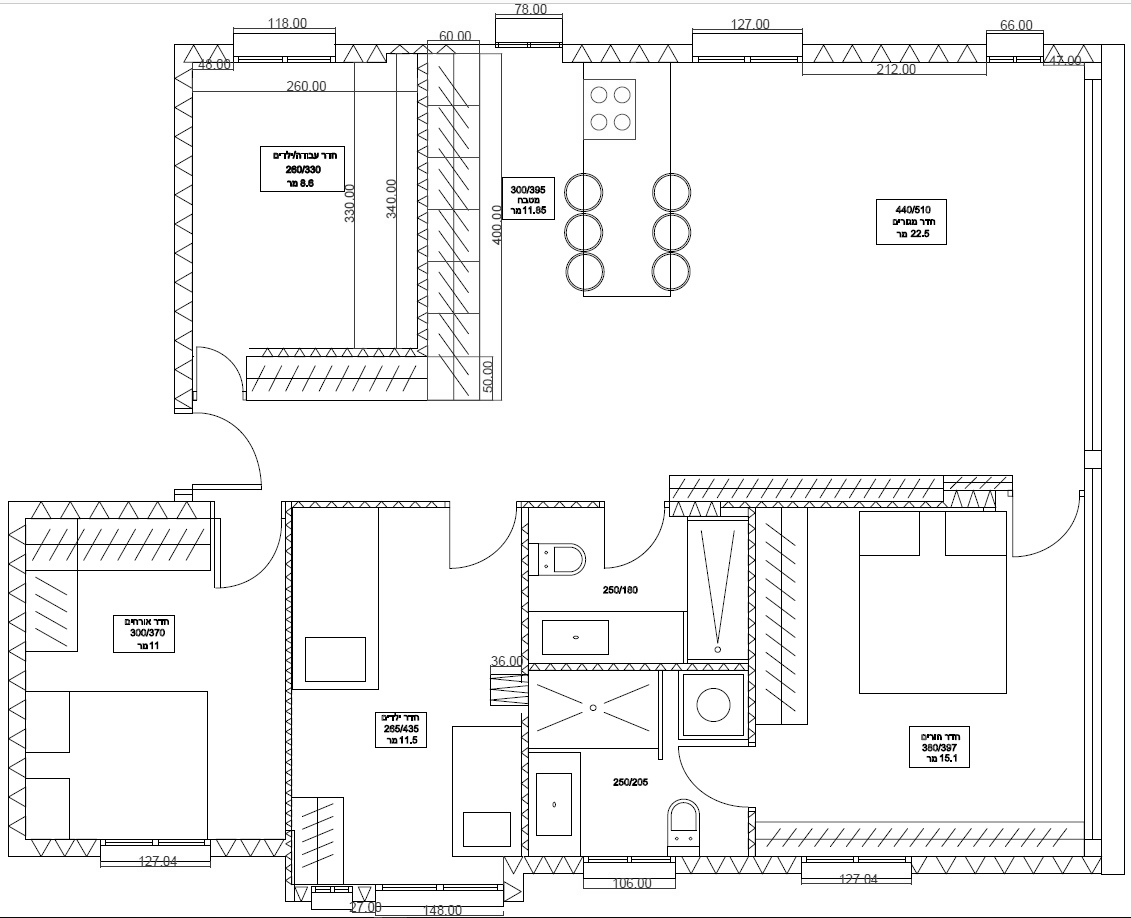 118.00
78.00
127.00
66.00
60.00
48.00
212.00
47.00
260.00
חדר עבודה/ילדים
260/330
8.6 מר
330.00
340.00
400.00
300/395
מטבח
11.85 מר
440/510
חדר מגורים
22.5 מר
50.00
250/180
חדר אורחים
300/370
11 מר
36.00
חדר ילדים
265/435
11.5 מר
חדר הורים
380/397
15.1 מר
250/205
127.04
106.00
127.04
27.00
148.00